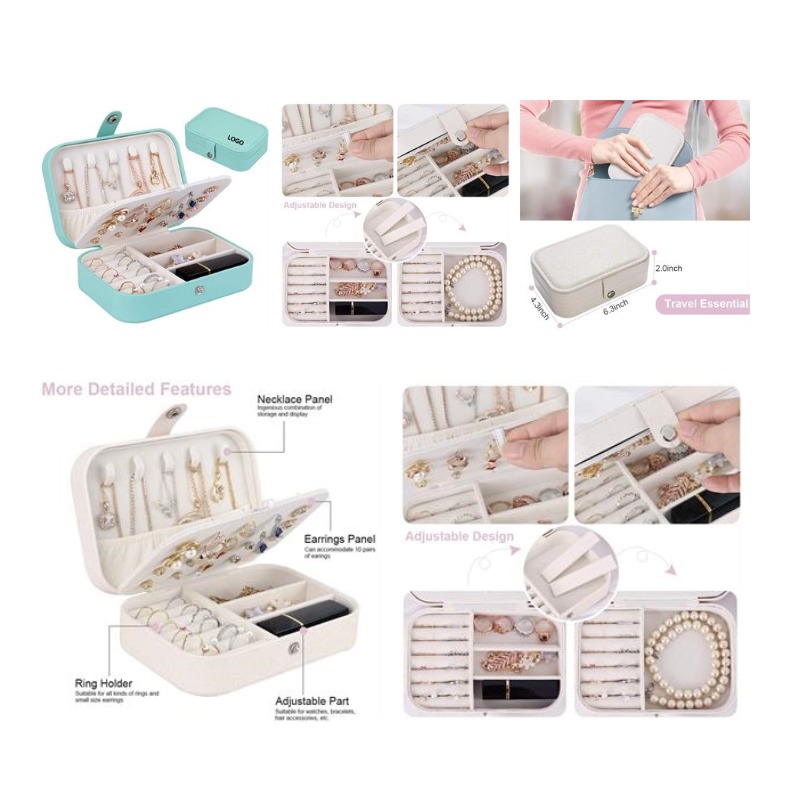 LOGO
Adjustable Design
2.0inch
4.3inch
6.3inch
Travel Essential
More Detailed Features
Necklace Panel
Ingenious combination of
storage and display
Earrings Panel
Can accommodate 10 pairs
of earings
Ring Holder
Suitable for all kinds of rings and
small size earrings
Adjustable Part
Suitable for watches, bracelets,
hair accessories, etc.
Adjustable Design